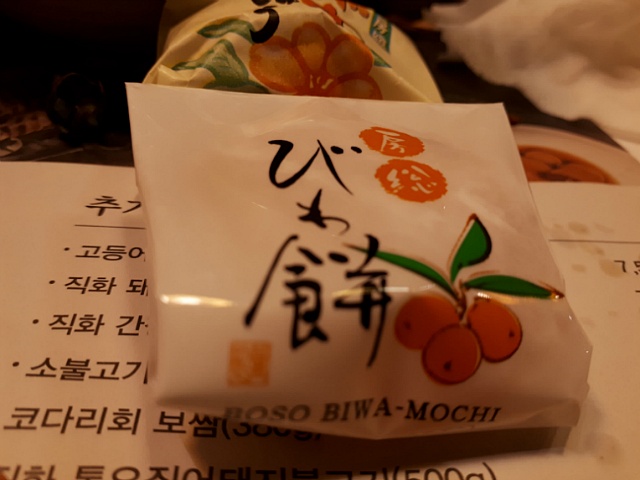 房総
びわ餅
BOSO BIWA-MOCHI
추가
· 고등어
· 직화 돼
· 직화 간
· 소불고기
코다리회 보쌈(380g)